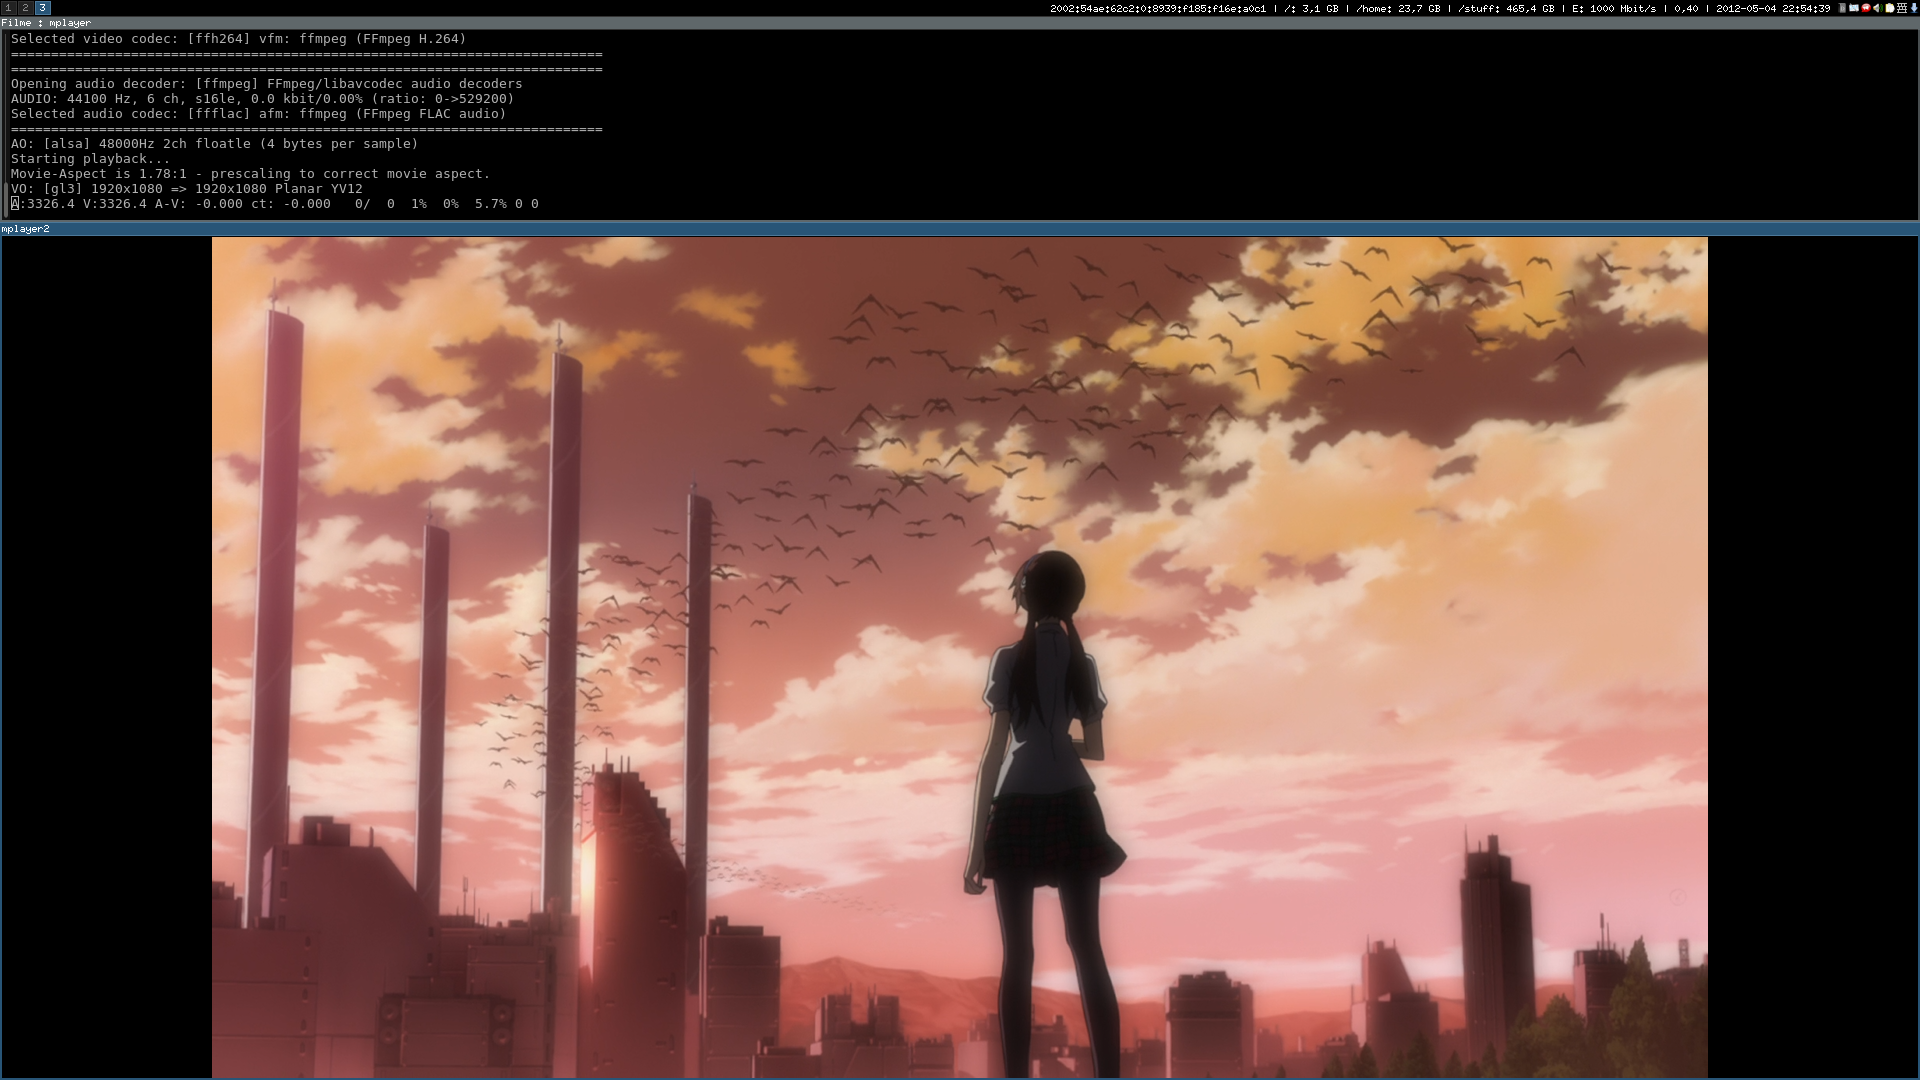 1 2 3
2002:54ae:62c2:0:8939:f185:f16e:a0c1 | /: 3,1 GB | /home: 23,7 GB | /stuff: 465,4 GB | E: 1000 Mbit/s | 0,40 | 2012-05-04 22:54:39
Filme : mplayer
Selected video codec: [ffh264] vfm: ffmpeg (FFmpeg H.264)
==========================================================================
==========================================================================
Opening audio decoder: [ffmpeg] FFmpeg/libavcodec audio decoders
AUDIO: 44100 Hz, 6 ch, s16le, 0.0 kbit/0.00% (ratio: 0->529200)
Selected audio codec: [ffflac] afm: ffmpeg (FFmpeg FLAC audio)
==========================================================================
AO: [alsa] 48000Hz 2ch floatle (4 bytes per sample)
Starting playback...
Movie-Aspect is 1.78:1 - prescaling to correct movie aspect.
VO: [gl3] 1920x1080 => 1920x1080 Planar YV12
A:3326.4 V:3326.4 A-V: -0.000 ct: -0.000   0/  0  1%  0%  5.7% 0 0
mplayer2